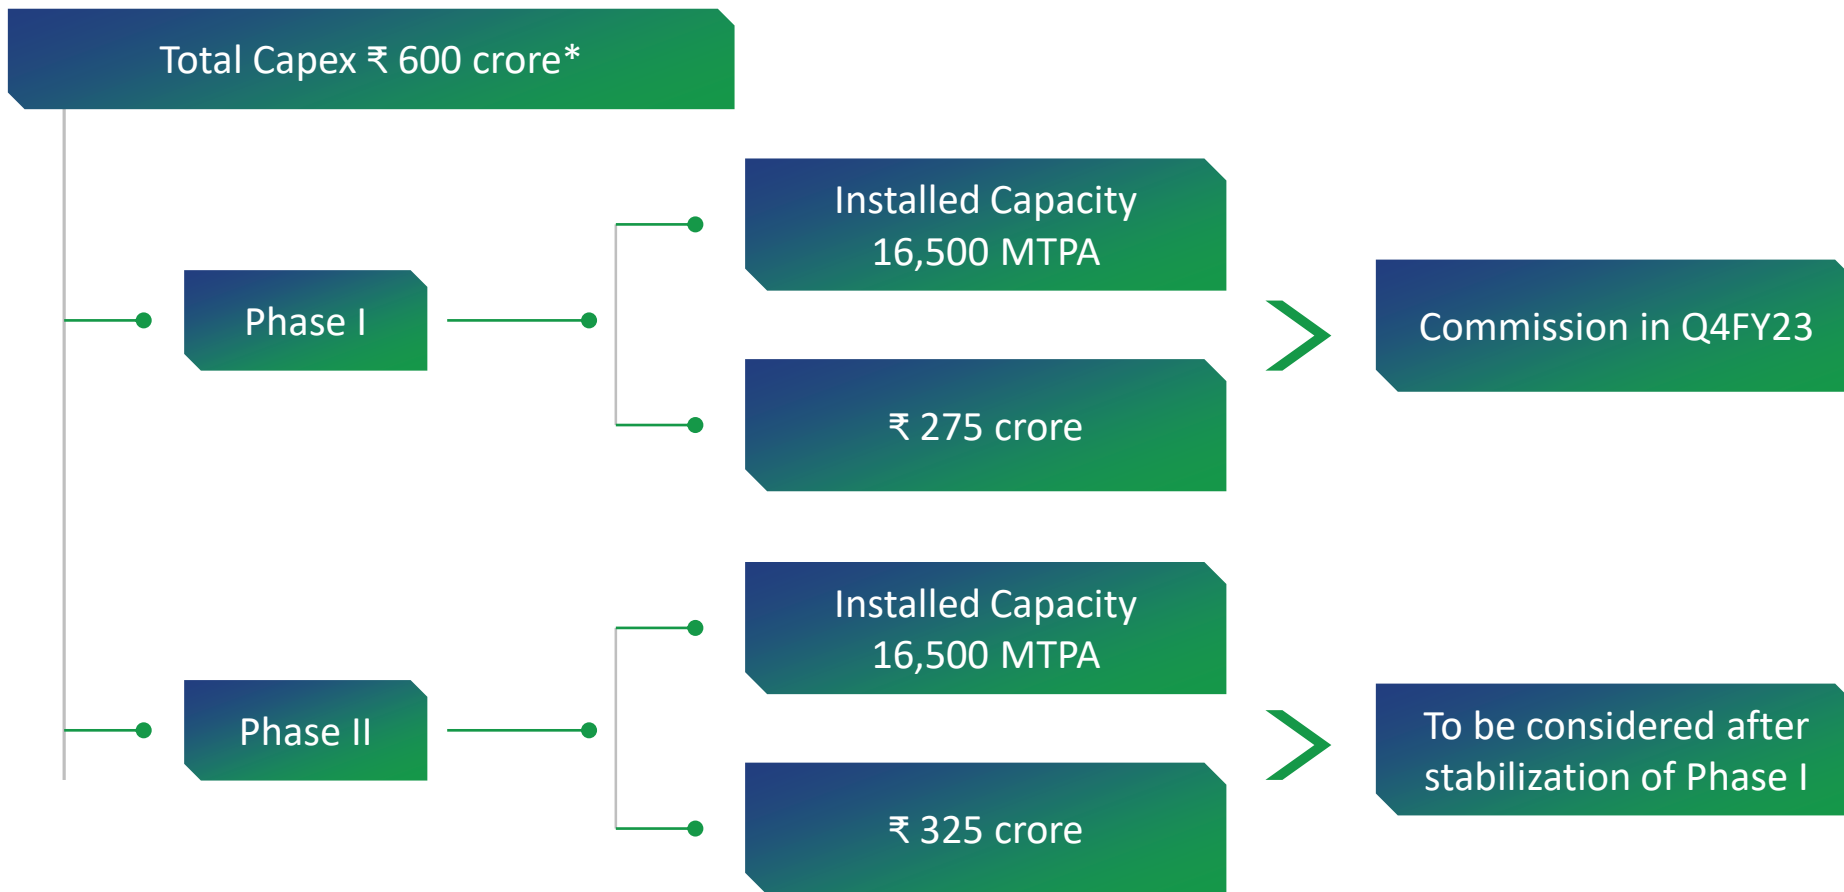 Total Capex ₹ 600 crore*
Installed Capacity
16,500 MTPA
Phase I
Commission in Q4FY23
₹ 275 crore
Installed Capacity
16,500 MTPA
Phase II
To be considered after
stabilization of Phase I
₹ 325 crore